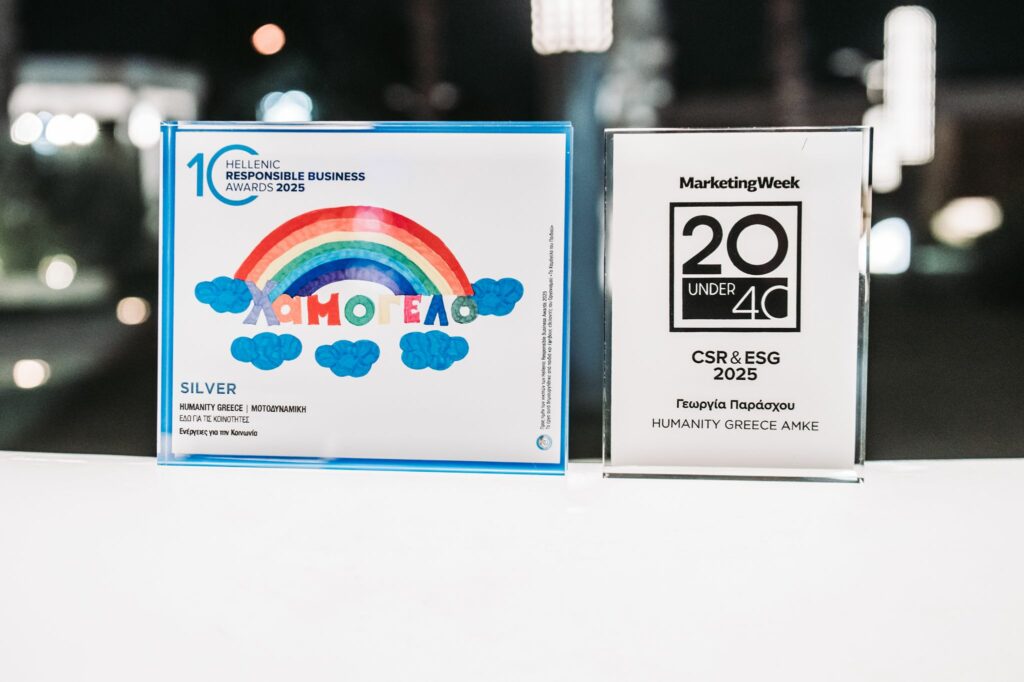 10
HELLENIC
RESPONSIBLE BUSINESS
AWARDS 2025
Χαμογελο
SILVER
HUMANITY GREECE | ΜΟΤΟΔΥΝΑΜΙΚΗ
ΕΔΩ ΓΙΑ ΤΙΣ ΚΟΙΝΟΤΗΤΕΣ
Ενέργειες για την Κοινωνία
MarketingWeek
20
UNDER 40
CSR & ESG
2025
Γεωργία Παράσχου
HUMANITY GREECE ΑΜΚΕ